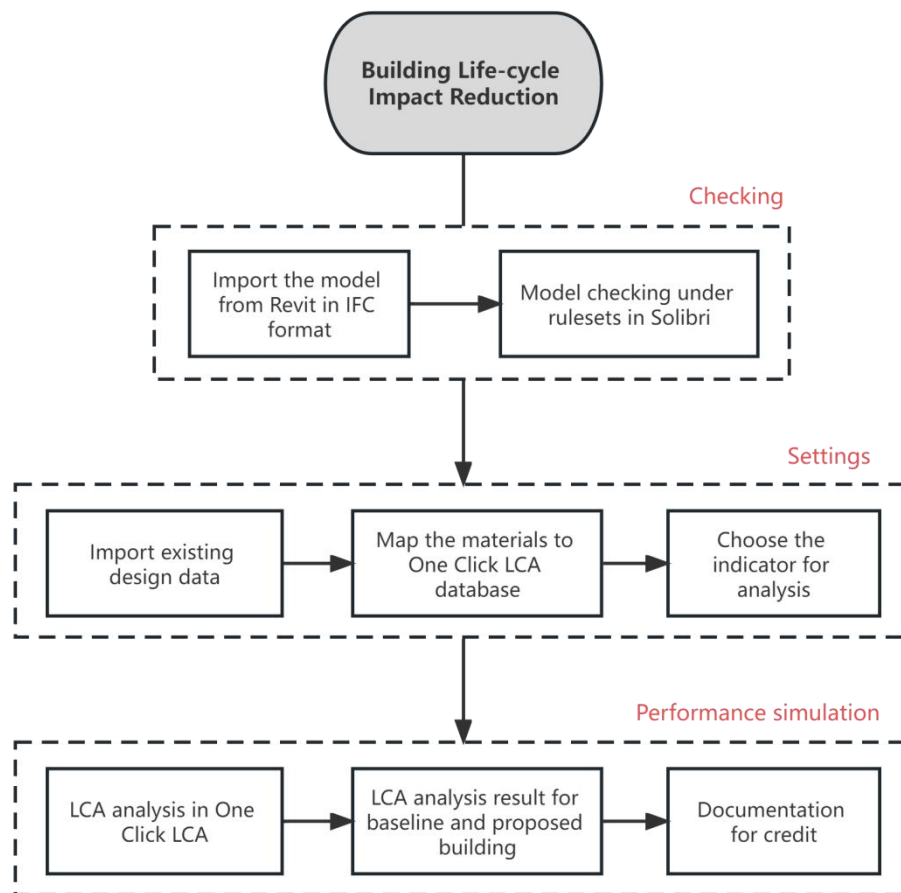 Building Life-cycle
Impact Reduction
Checking
Import the model
from Revit in IFC
format
Model checking under
rulesets in Solibri
Settings
Import existing
design data
Map the materials to
One Click LCA
database
Choose the
indicator for
analysis
Performance simulation
LCA analysis in One
Click LCA
LCA analysis result for
baseline and proposed
building
Documentation
for credit